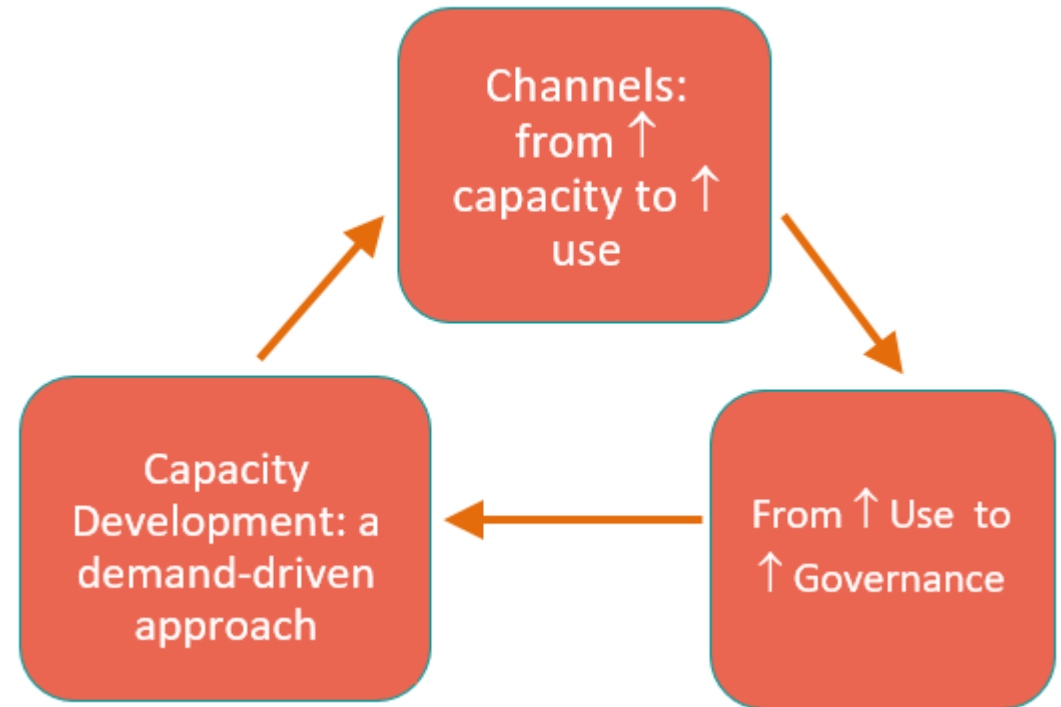 Channels:
from ↑
capacity to ↑
use
Capacity
Development: a
demand-driven
approach
From ↑ Use to
↑ Governance